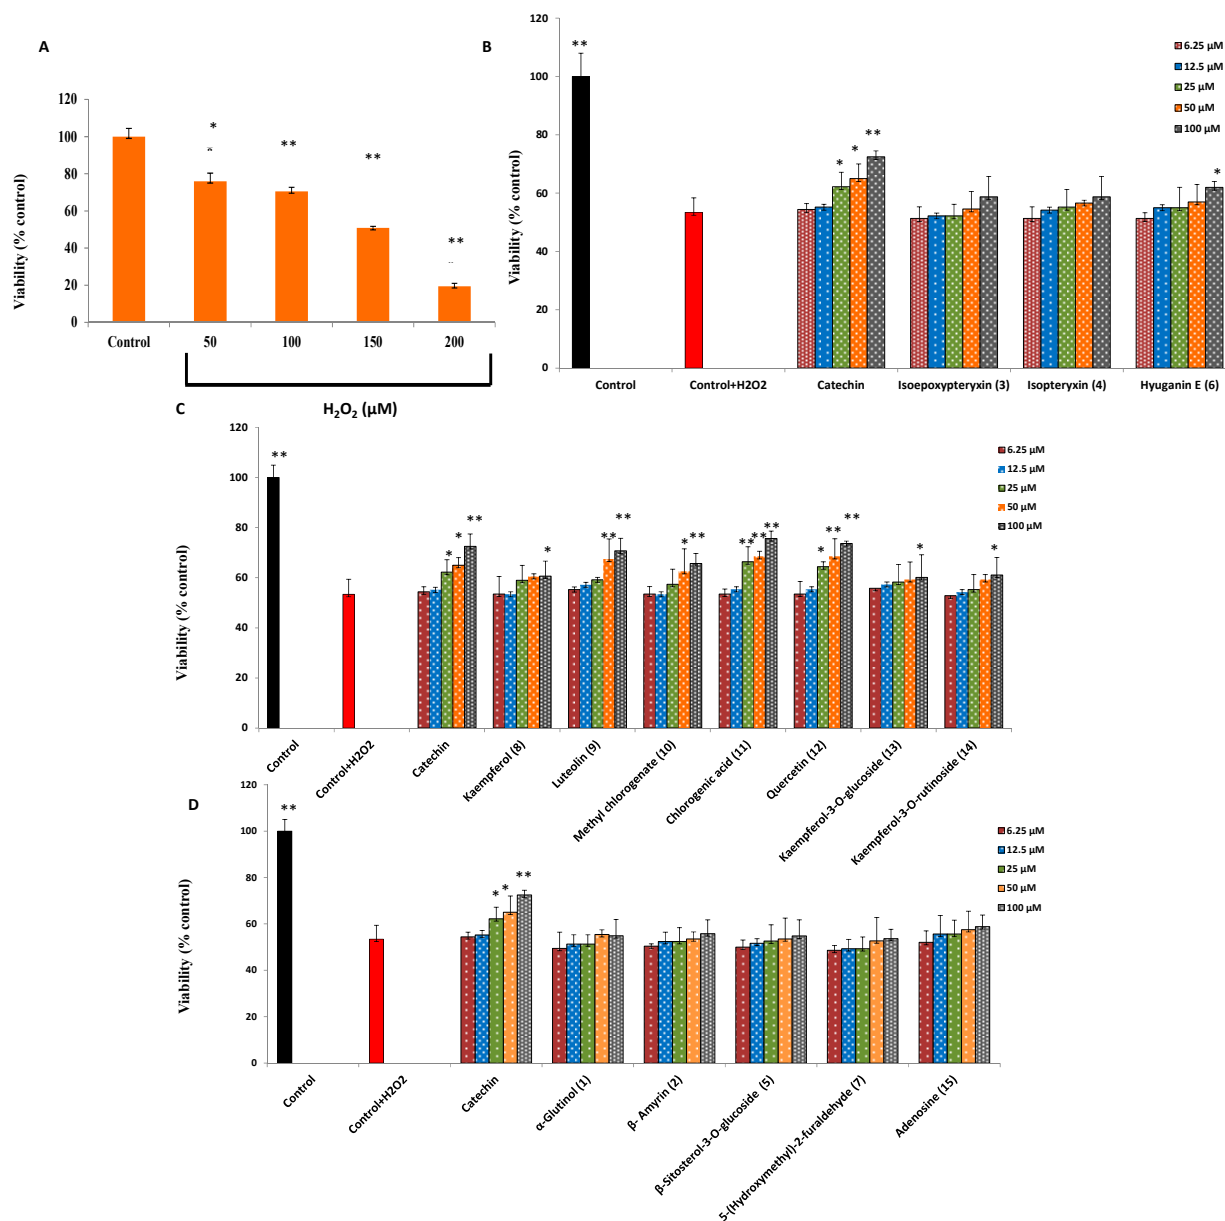 A
Viability (% control)
120
100
80
60
40
20
0
*
**
**
**
Control
50
100
150
200
H₂O₂ (µM)
B
Viability (% control)
120
100
80
60
40
20
0
**
*
*
**
*
6.25 µM
12.5 µM
25 µM
50 µM
100 µM
Control
Control+H2O2
Catechin
Isoepoxypteryxin (3)
Isopteryxin (4)
Hyuganin E (6)
C
Viability (% control)
120
100
80
60
40
20
0
**
*
*
**
*
**
**
*
**
**
**
**
*
**
**
*
*
6.25 µM
12.5 µM
25 µM
50 µM
100 µM
Control
Control+H2O2
Catechin
Kaempferol (8)
Luteolin (9)
Methyl chlorogenate (10)
Chlorogenic acid (11)
Quercetin (12)
Kaempferol-3-O-glucoside (13)
Kaempferol-3-O-rutinoside (14)
D
Viability (% control)
120
100
80
60
40
20
0
**
*
*
**
6.25 µM
12.5 µM
25 µM
50 µM
100 µM
Control
Control+H2O2
Catechin
α-Glutinol (1)
β- Amyrin (2)
β-Sitosterol-3-O-glucoside (5)
5-(Hydroxymethyl)-2-furaldehyde (7)
Adenosine (15)